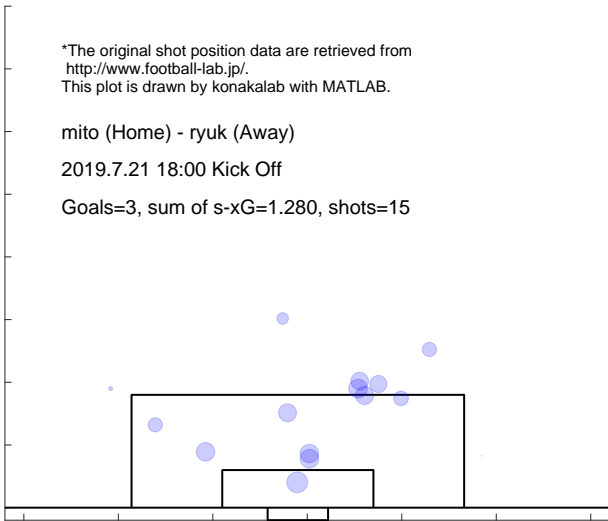 *The original shot position data are retrieved from
http://www.football-lab.jp/.
This plot is drawn by konakalab with MATLAB.
mito (Home) - ryuk (Away)
2019.7.21 18:00 Kick Off
Goals=3, sum of s-xG=1.280, shots=15